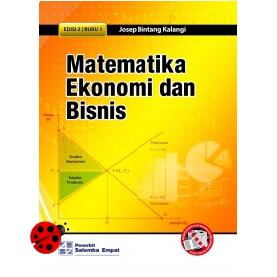 EDISI 2 | BUKU 1
Josep Bintang Kalangi
Matematika
Ekonomi dan
Bisnis
Surplus
Konsumen
Surplus
Produsen
Penerbit
Salemba Empat